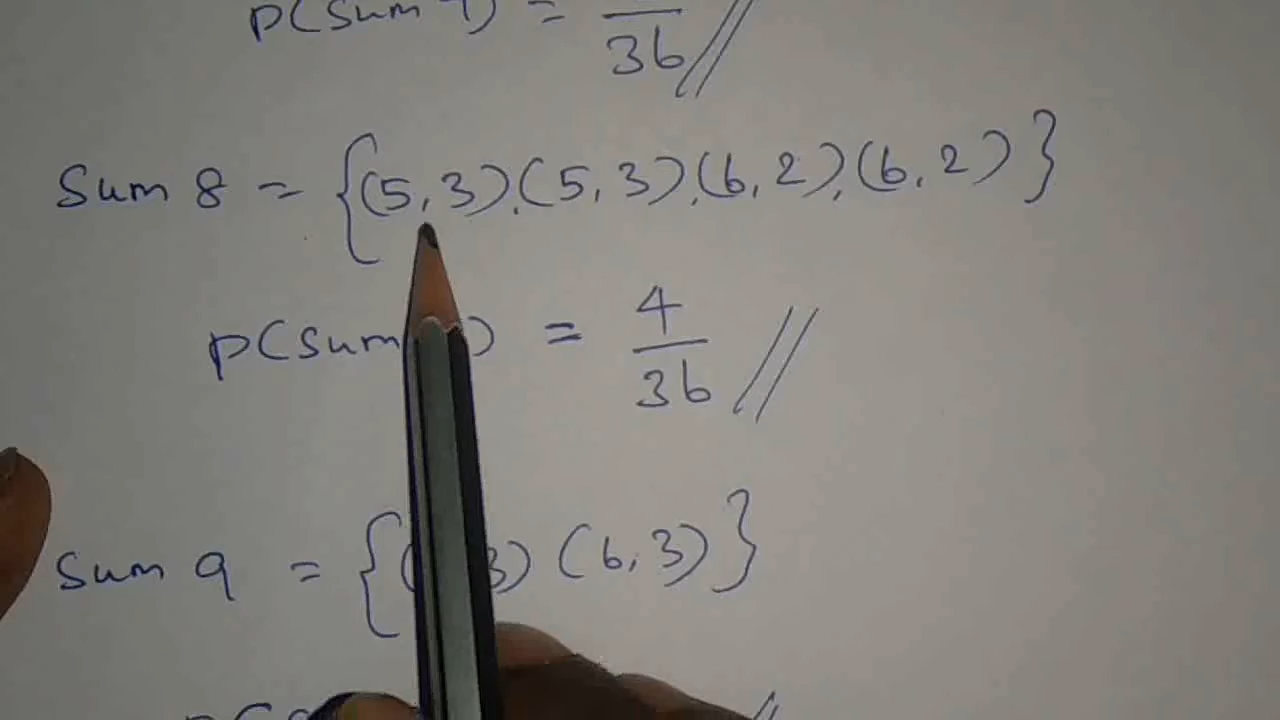 P(Sum 7) = 36 //
Sum 8 = {(5,3),(5,3),(6,2),(6,2)}
P(Sum ) = 4/36 //
Sum 9 = {( 3) (6,3)}